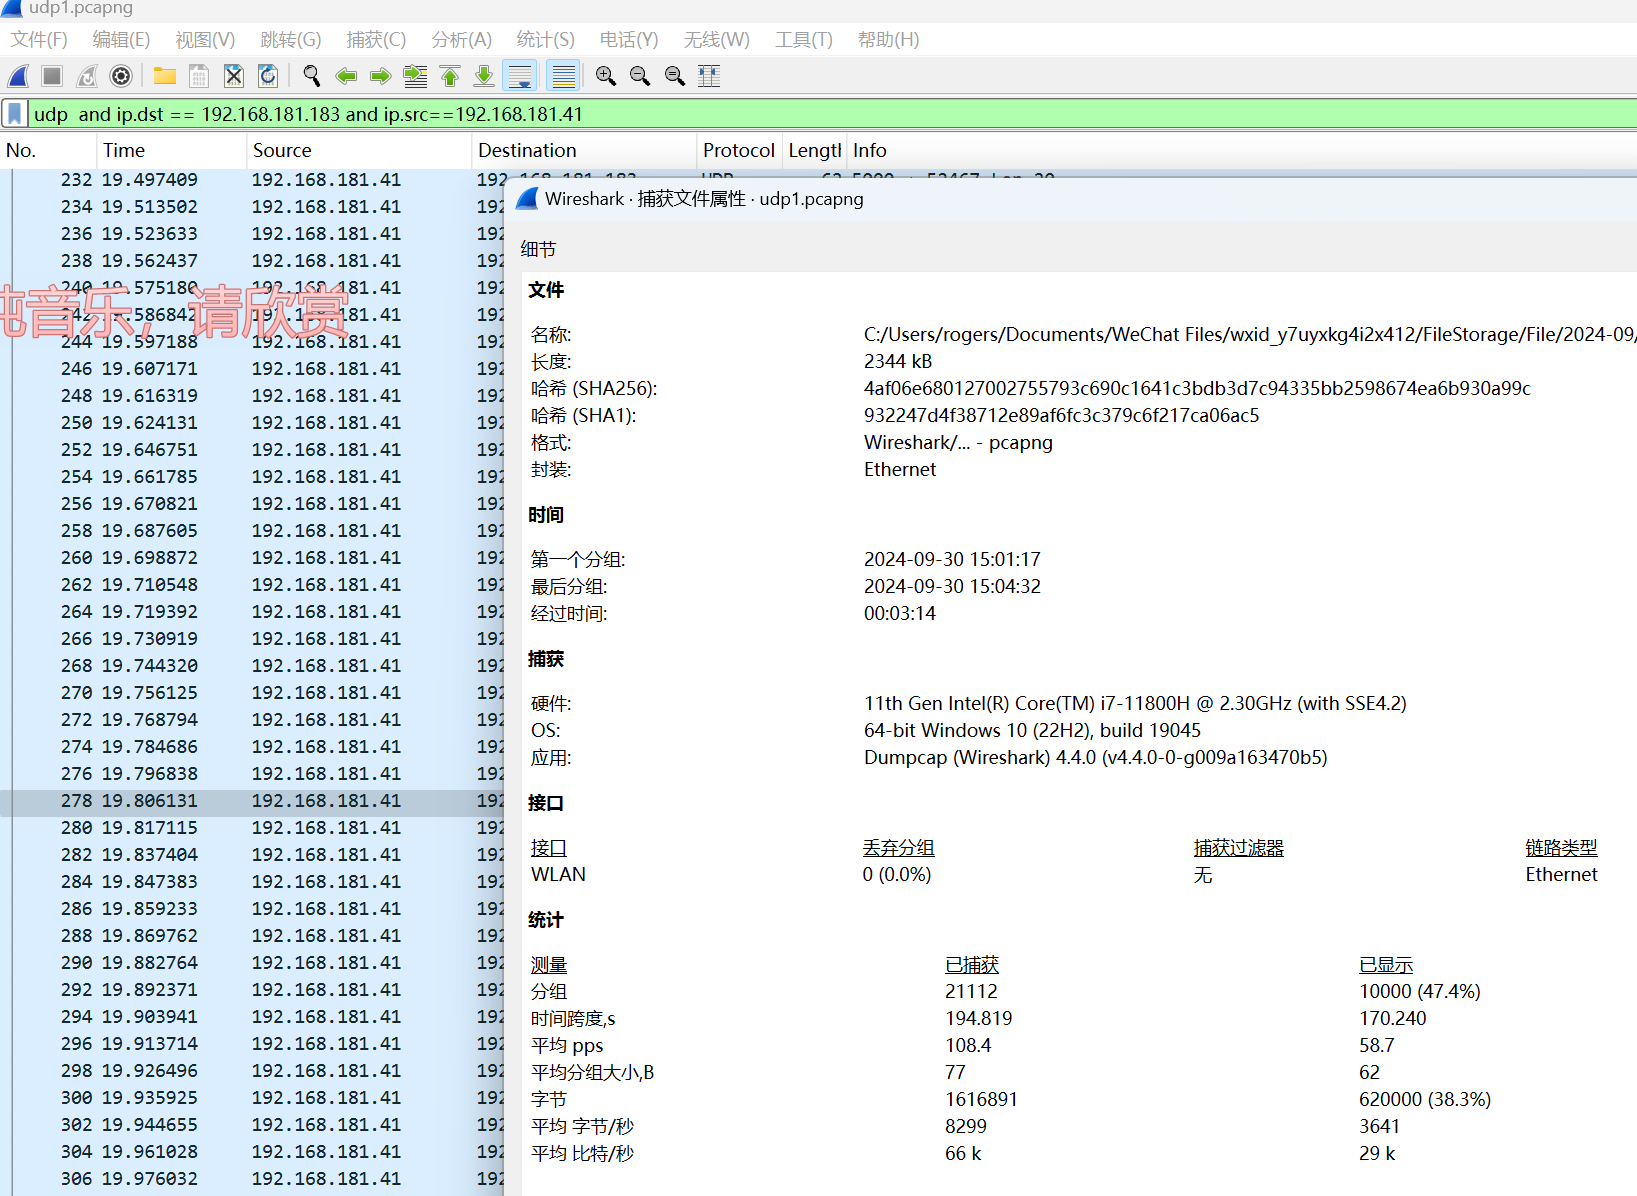 udp1.pcapng
文件(F) 编辑(E) 视图(V) 跳转(G) 捕获(C) 分析(A) 统计(S) 电话(Y) 无线(W) 工具(T) 帮助(H)
udp and ip.dst == 192.168.181.183 and ip.src==192.168.181.41
No. Time Source Destination Protocol Lengtl Info
232 19.497409 192.168.181.41
234 19.513502 192.168.181.41 192
236 19.523633 192.168.181.41 192
238 19.562437 192.168.181.41 192
240 19.575180 192.168.181.41 192
纯音乐，请欣赏
242 19.586842 192.168.181.41 192
244 19.597188 192.168.181.41 192
246 19.607171 192.168.181.41 192
248 19.616319 192.168.181.41 192
250 19.624131 192.168.181.41 192
252 19.646751 192.168.181.41 192
254 19.661785 192.168.181.41 192
256 19.670821 192.168.181.41 192
258 19.687605 192.168.181.41 192
260 19.698872 192.168.181.41 192
262 19.710548 192.168.181.41 192
264 19.719392 192.168.181.41 192
266 19.730919 192.168.181.41 192
268 19.744320 192.168.181.41 192
270 19.756125 192.168.181.41 192
272 19.768794 192.168.181.41 192
274 19.784686 192.168.181.41 192
276 19.796838 192.168.181.41 192
278 19.806131 192.168.181.41 192
280 19.817115 192.168.181.41 192
282 19.837404 192.168.181.41 192
284 19.847383 192.168.181.41 192
286 19.859233 192.168.181.41 192
288 19.869762 192.168.181.41 192
290 19.882764 192.168.181.41 192
292 19.892371 192.168.181.41 192
294 19.903941 192.168.181.41 192
296 19.913714 192.168.181.41 192
298 19.926496 192.168.181.41 192
300 19.935925 192.168.181.41 192
302 19.944655 192.168.181.41 192
304 19.961028 192.168.181.41 192
306 19.976032 192.168.181.41 192
Wireshark · 捕获文件属性 · udp1.pcapng
细节
文件
名称: C:/Users/rogers/Documents/WeChat Files/wxid_y7uyxkg4i2x412/FileStorage/File/2024-09/
长度: 2344 kB
哈希 (SHA256): 4af06e680127002755793c690c1641c3bdb3d7c94335bb2598674ea6b930a99c
哈希 (SHA1): 932247d4f38712e89af6fc3c379c6f217ca06ac5
格式: Wireshark/... - pcapng
封装: Ethernet
时间
第一个分组: 2024-09-30 15:01:17
最后分组: 2024-09-30 15:04:32
经过时间: 00:03:14
捕获
硬件: 11th Gen Intel(R) Core(TM) i7-11800H @ 2.30GHz (with SSE4.2)
OS: 64-bit Windows 10 (22H2), build 19045
应用: Dumpcap (Wireshark) 4.4.0 (v4.4.0-0-g009a163470b5)
接口
接口 丢弃分组 捕获过滤器 链路类型
WLAN 0 (0.0%) 无 Ethernet
统计
测量 已捕获 已显示
分组 21112 10000 (47.4%)
时间跨度,s 194.819 170.240
平均 pps 108.4 58.7
平均分组大小,B 77 62
字节 1616891 620000 (38.3%)
平均 字节/秒 8299 3641
平均 比特/秒 66 k 29 k